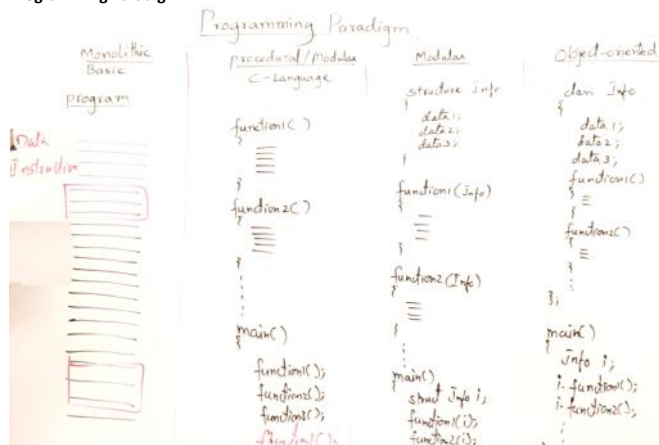 Programming Paradigm
Monolithic
Basic
program
Data
Instruction
procedural/Modular
C-Language
function1( )
{
}
function2( )
{
}
main()
{
function1();
function2();
function3();
function1();
Modular
structure Info
{
data1;
data2;
data3;
}
function1(Info)
{
}
function2(Info)
{
}
main()
{
struct Info i;
function1(i);
function2(i);
Object-oriented
class Info
{
data1;
data2;
data3;
function1()
{
}
function2()
{
}
};
main()
{
Info i;
i.function1();
i.function2();